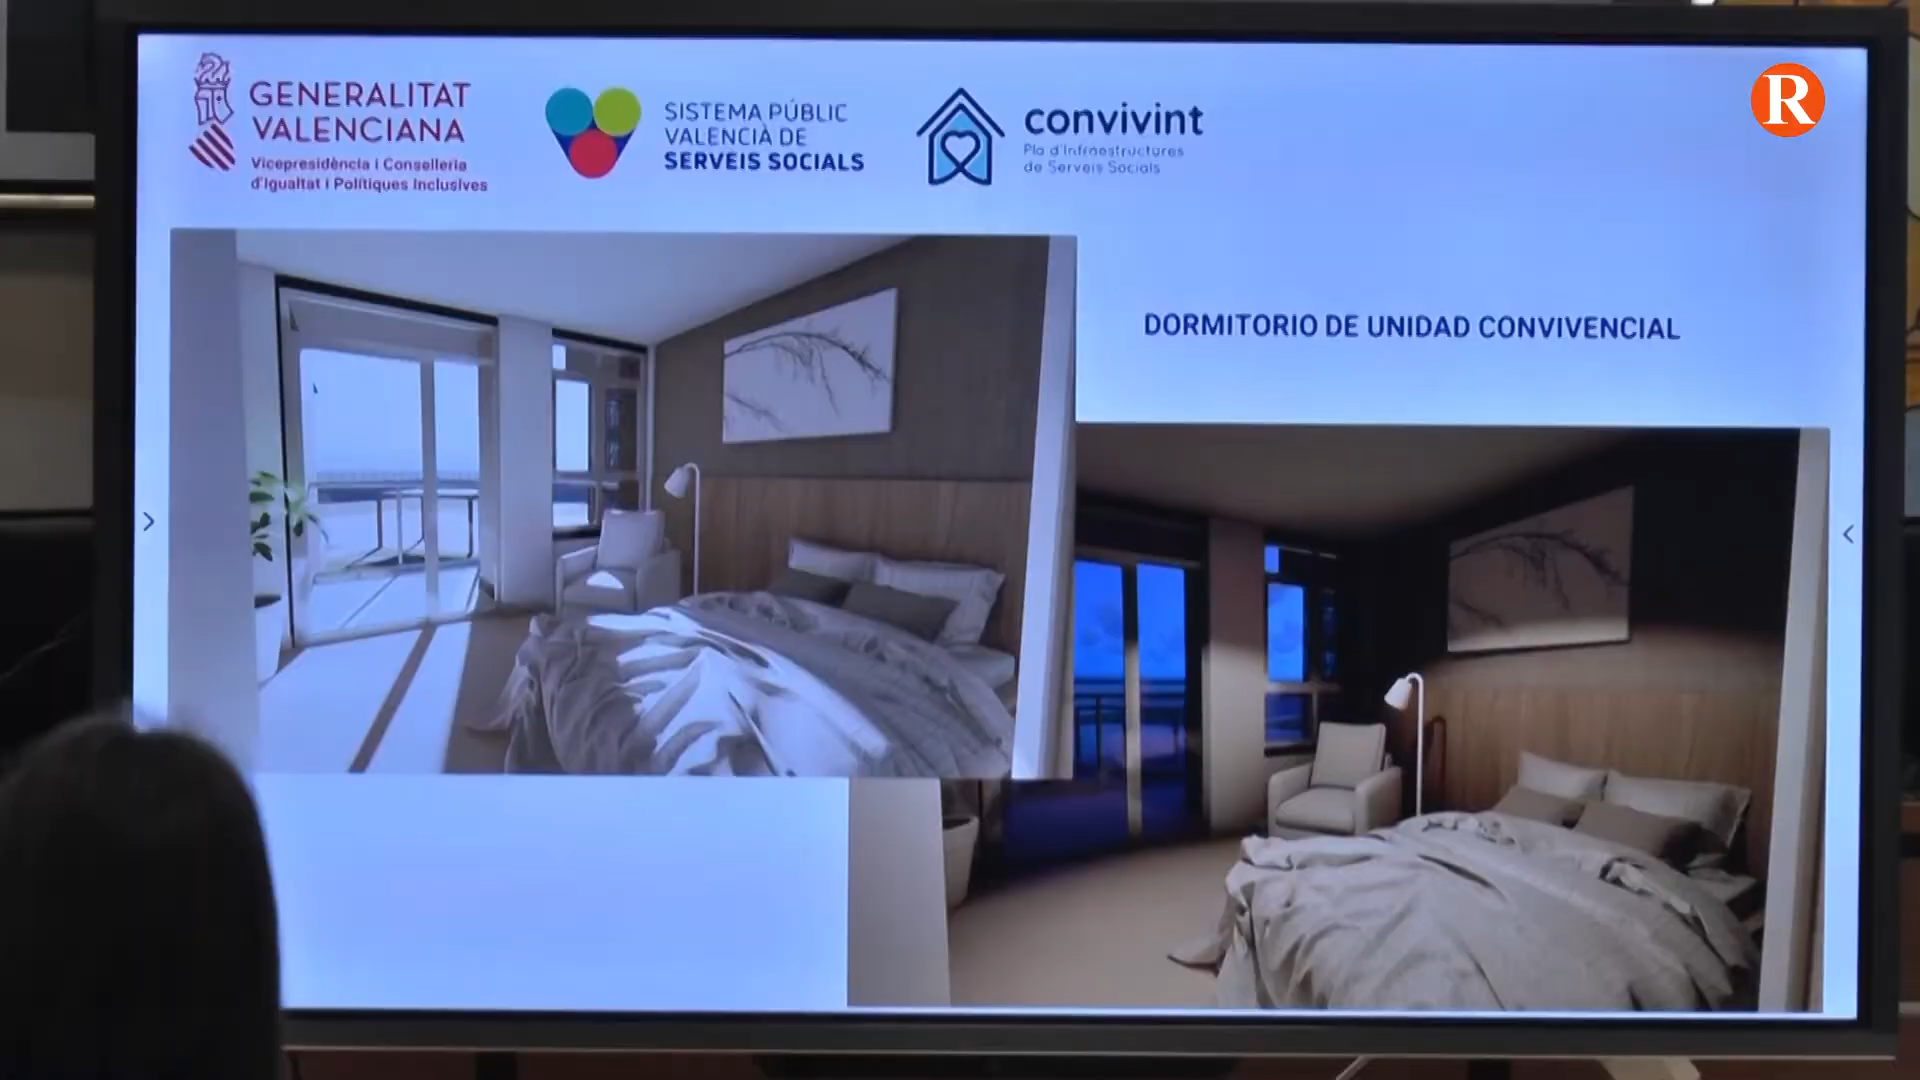 GENERALITAT
VALENCIANA
Vicepresidència i Conselleria
d'Igualtat i Polítiques Inclusives
SISTEMA PÚBLIC
VALENCIÀ DE
SERVEIS SOCIALS
convivint
Pla d'Infraestructures
de Serveis Socials
R
DORMITORIO DE UNIDAD CONVIVENCIAL